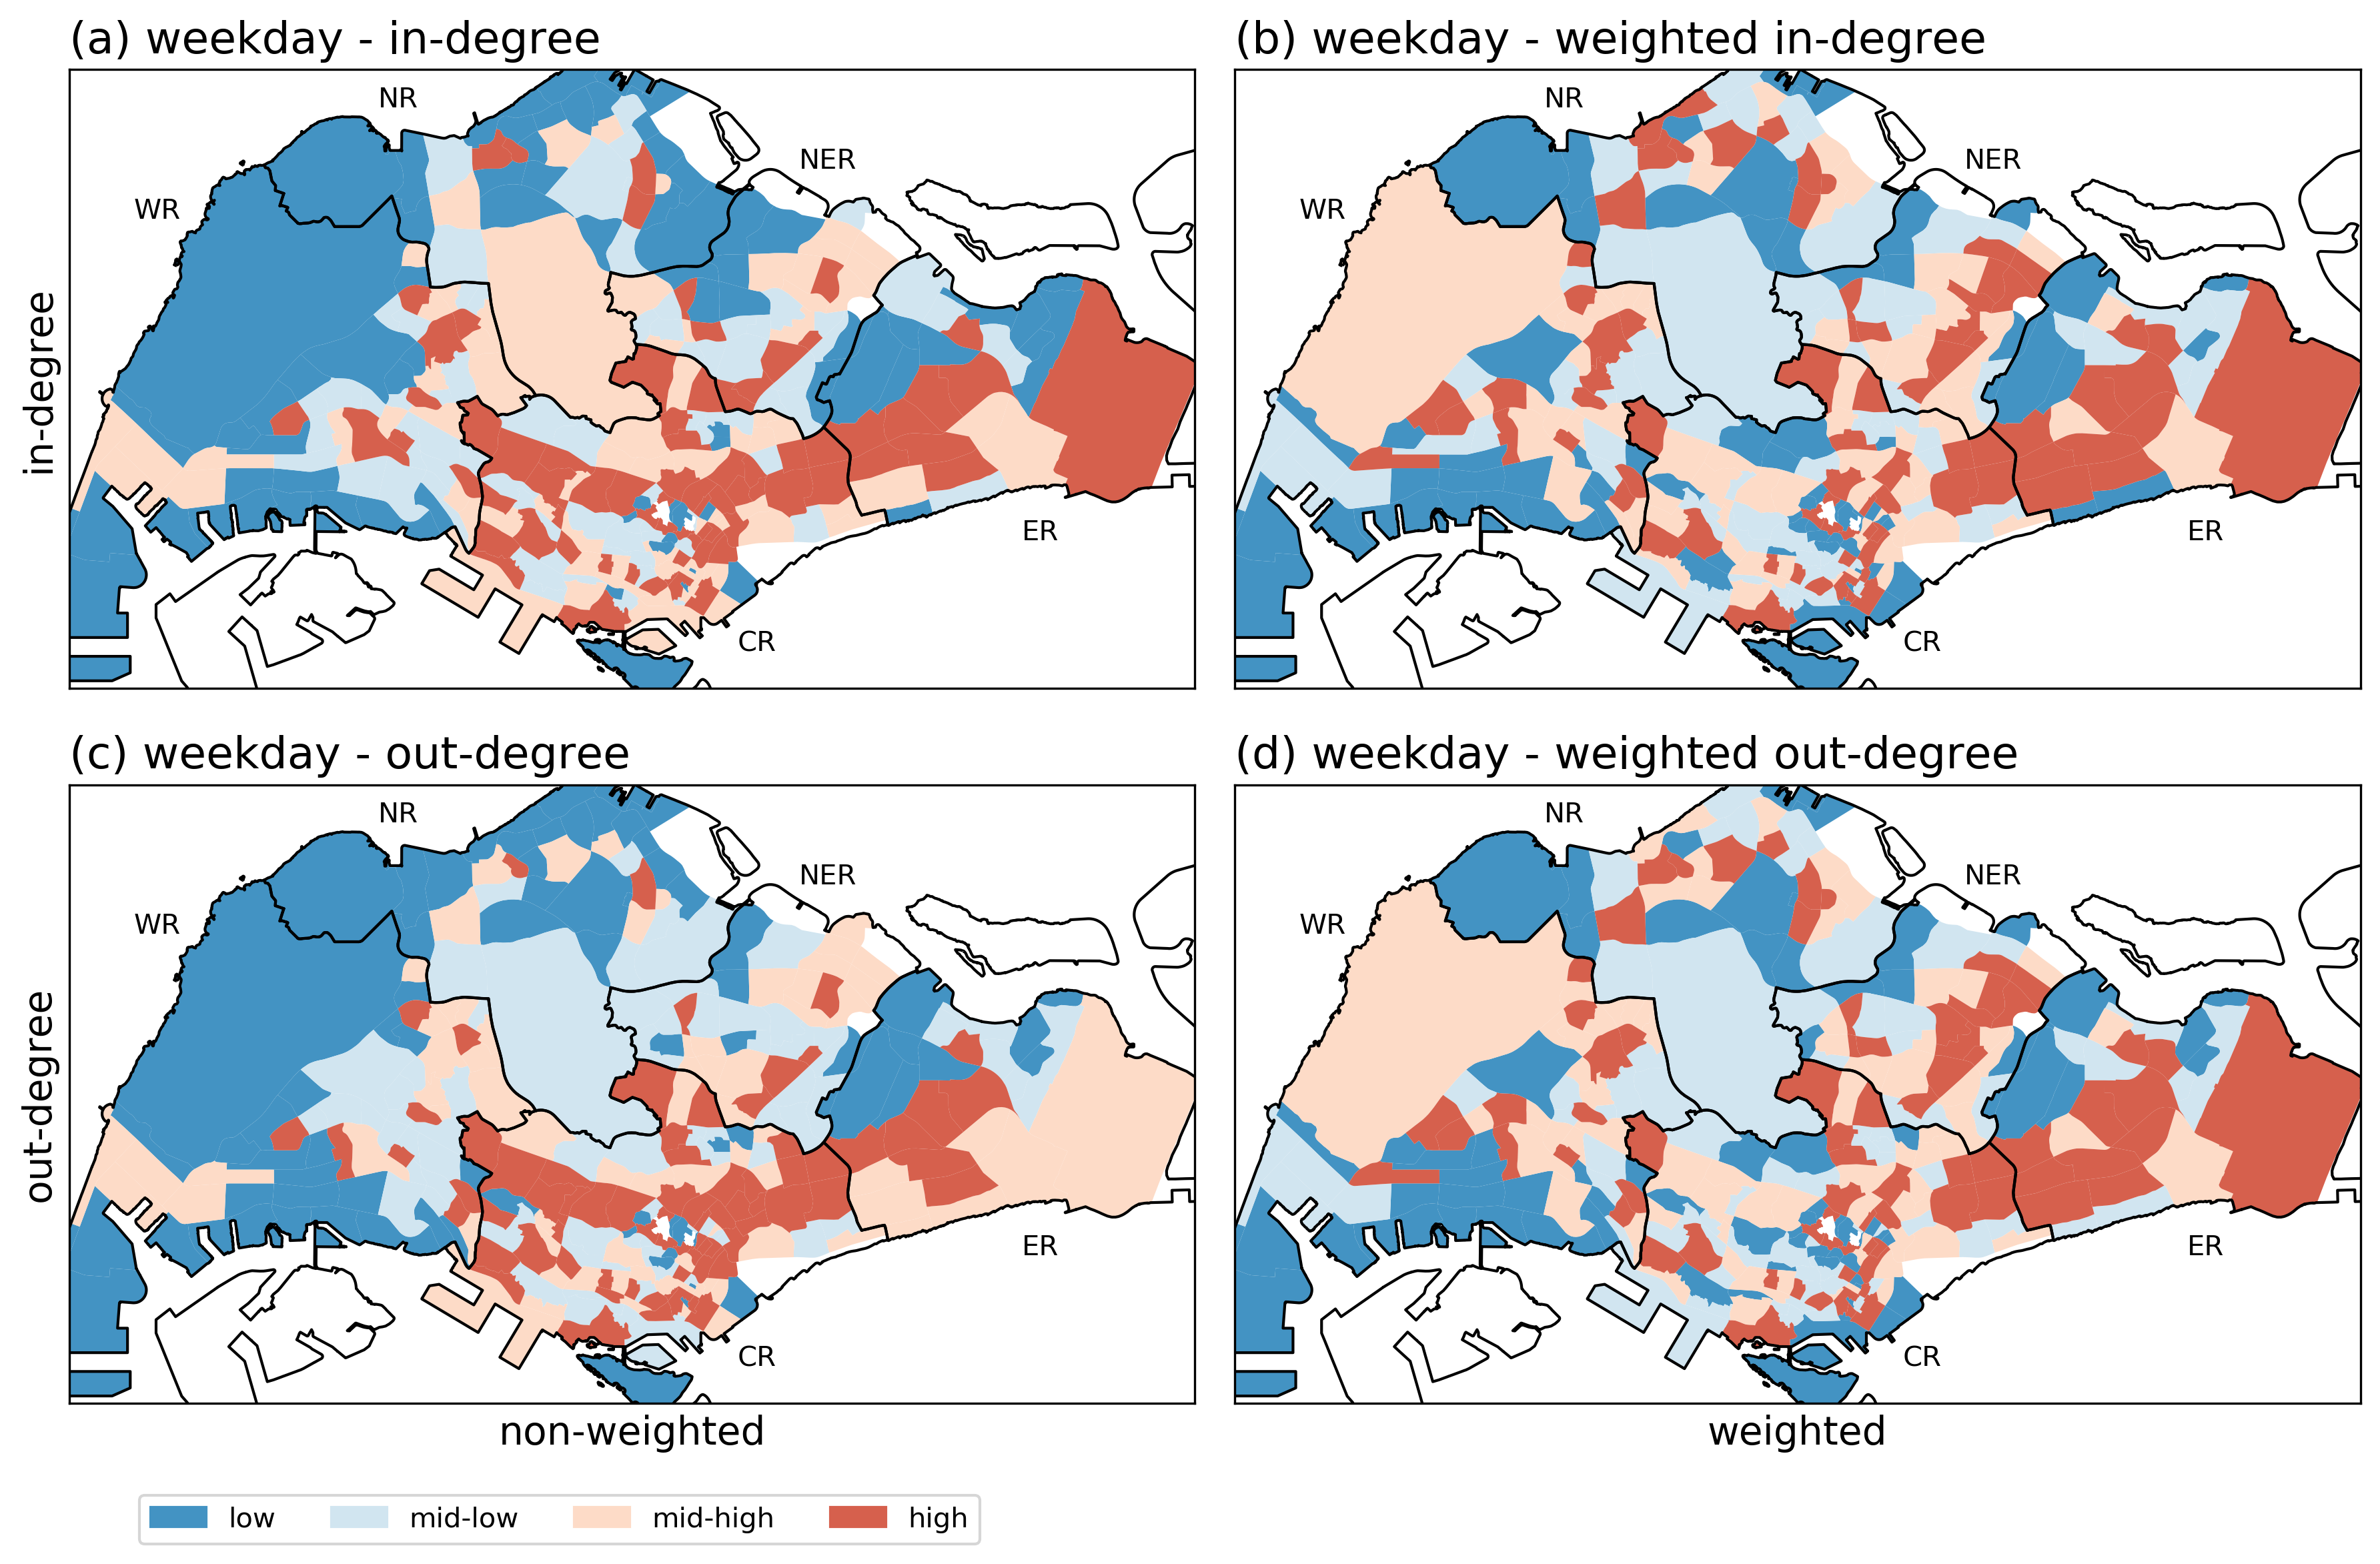 (a) weekday - in-degree
(b) weekday - weighted in-degree
in-degree
NR
NER
WR
ER
CR
NR
NER
WR
ER
CR
(c) weekday - out-degree
(d) weekday - weighted out-degree
out-degree
NR
NER
WR
ER
CR
NR
NER
WR
ER
CR
non-weighted
weighted
low
mid-low
mid-high
high